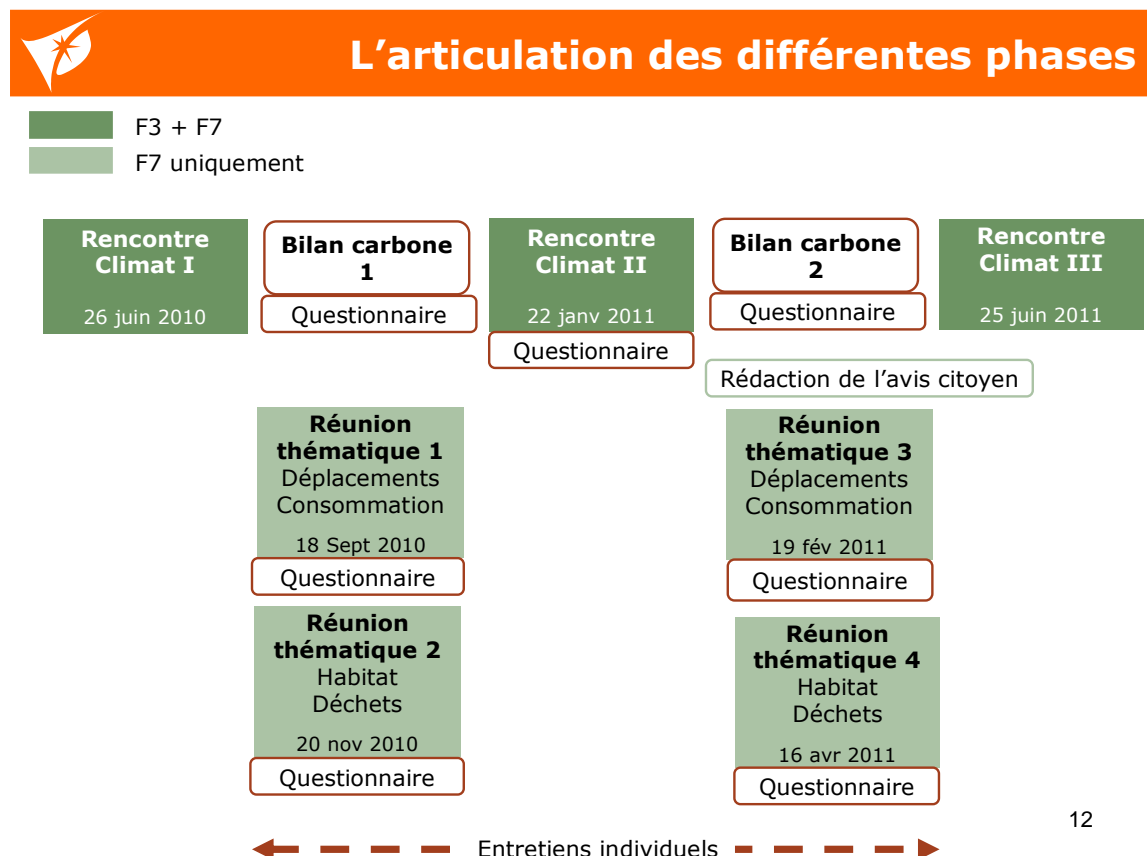 L'articulation des différentes phases
F3 + F7
F7 uniquement
Rencontre
Climat I
26 juin 2010
Bilan carbone
1
Questionnaire
Rencontre
Climat II
22 janv 2011
Questionnaire
Bilan carbone
2
Questionnaire
Rencontre
Climat III
25 juin 2011
Rédaction de l'avis citoyen
Réunion
thématique 1
Déplacements
Consommation
18 Sept 2010
Questionnaire
Réunion
thématique 3
Déplacements
Consommation
19 fév 2011
Questionnaire
Réunion
thématique 2
Habitat
Déchets
20 nov 2010
Questionnaire
Réunion
thématique 4
Habitat
Déchets
16 avr 2011
Questionnaire
Entretiens individuels
12